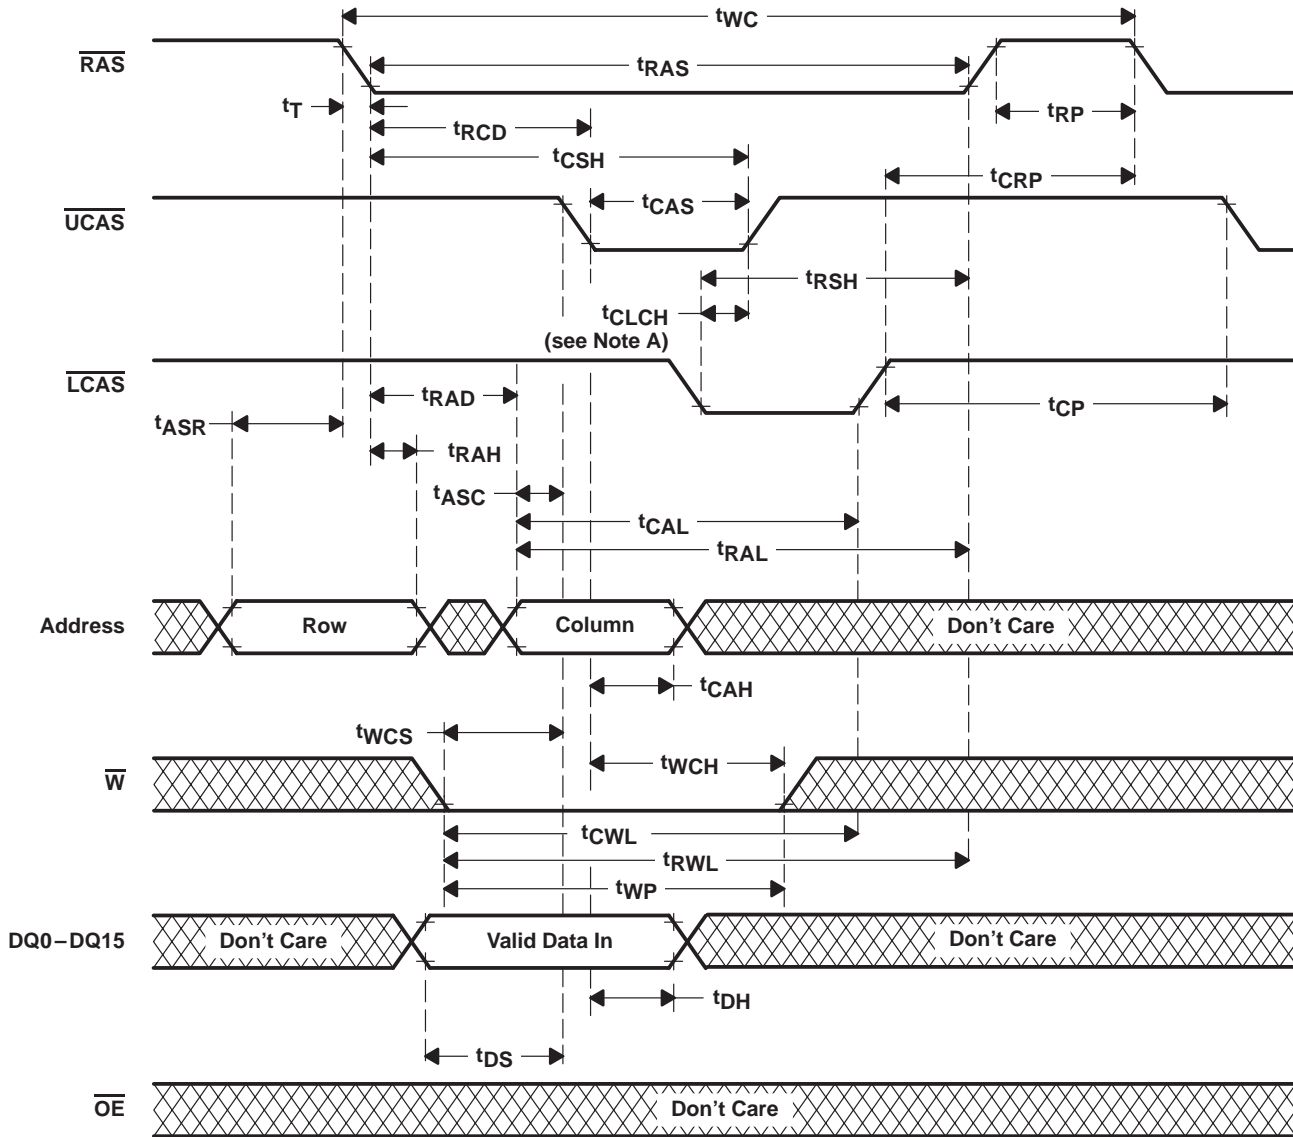 tWC
RAS
tRAS
tT
tRP
tRCD
tCSH
tCRP
UCAS
tCAS
tRSH
tCLCH
(see Note A)
LCAS
tRAD
tCP
tASR
tRAH
tASC
tCAL
tRAL
Address
Row
Column
Don't Care
tCAH
tWCS
W
tWCH
tCWL
tRWL
tWP
DQ0–DQ15
Don't Care
Valid Data In
Don't Care
tDH
tDS
OE
Don't Care